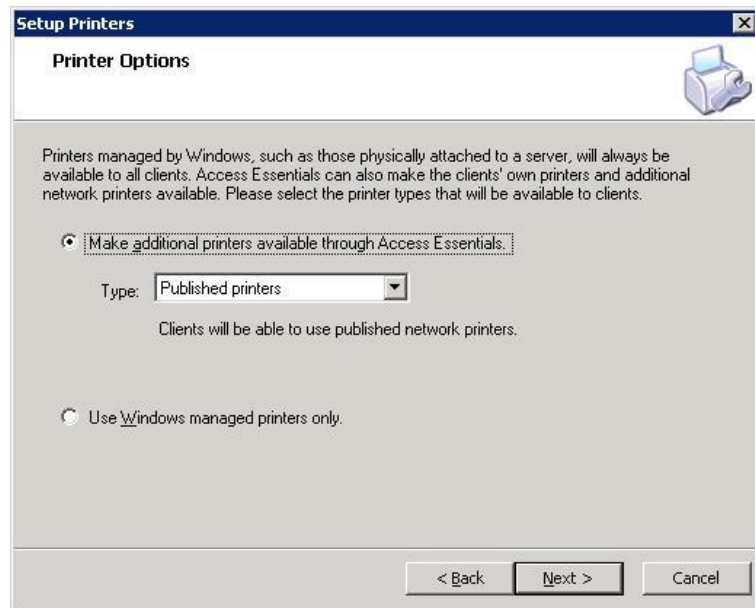 Setup Printers
Printer Options
Printers managed by Windows, such as those physically attached to a server, will always be
available to all clients. Access Essentials can also make the clients' own printers and additional
network printers available. Please select the printer types that will be available to clients.
Make additional printers available through Access Essentials.
Type: Published printers
Clients will be able to use published network printers.
Use Windows managed printers only.
< Back Next > Cancel